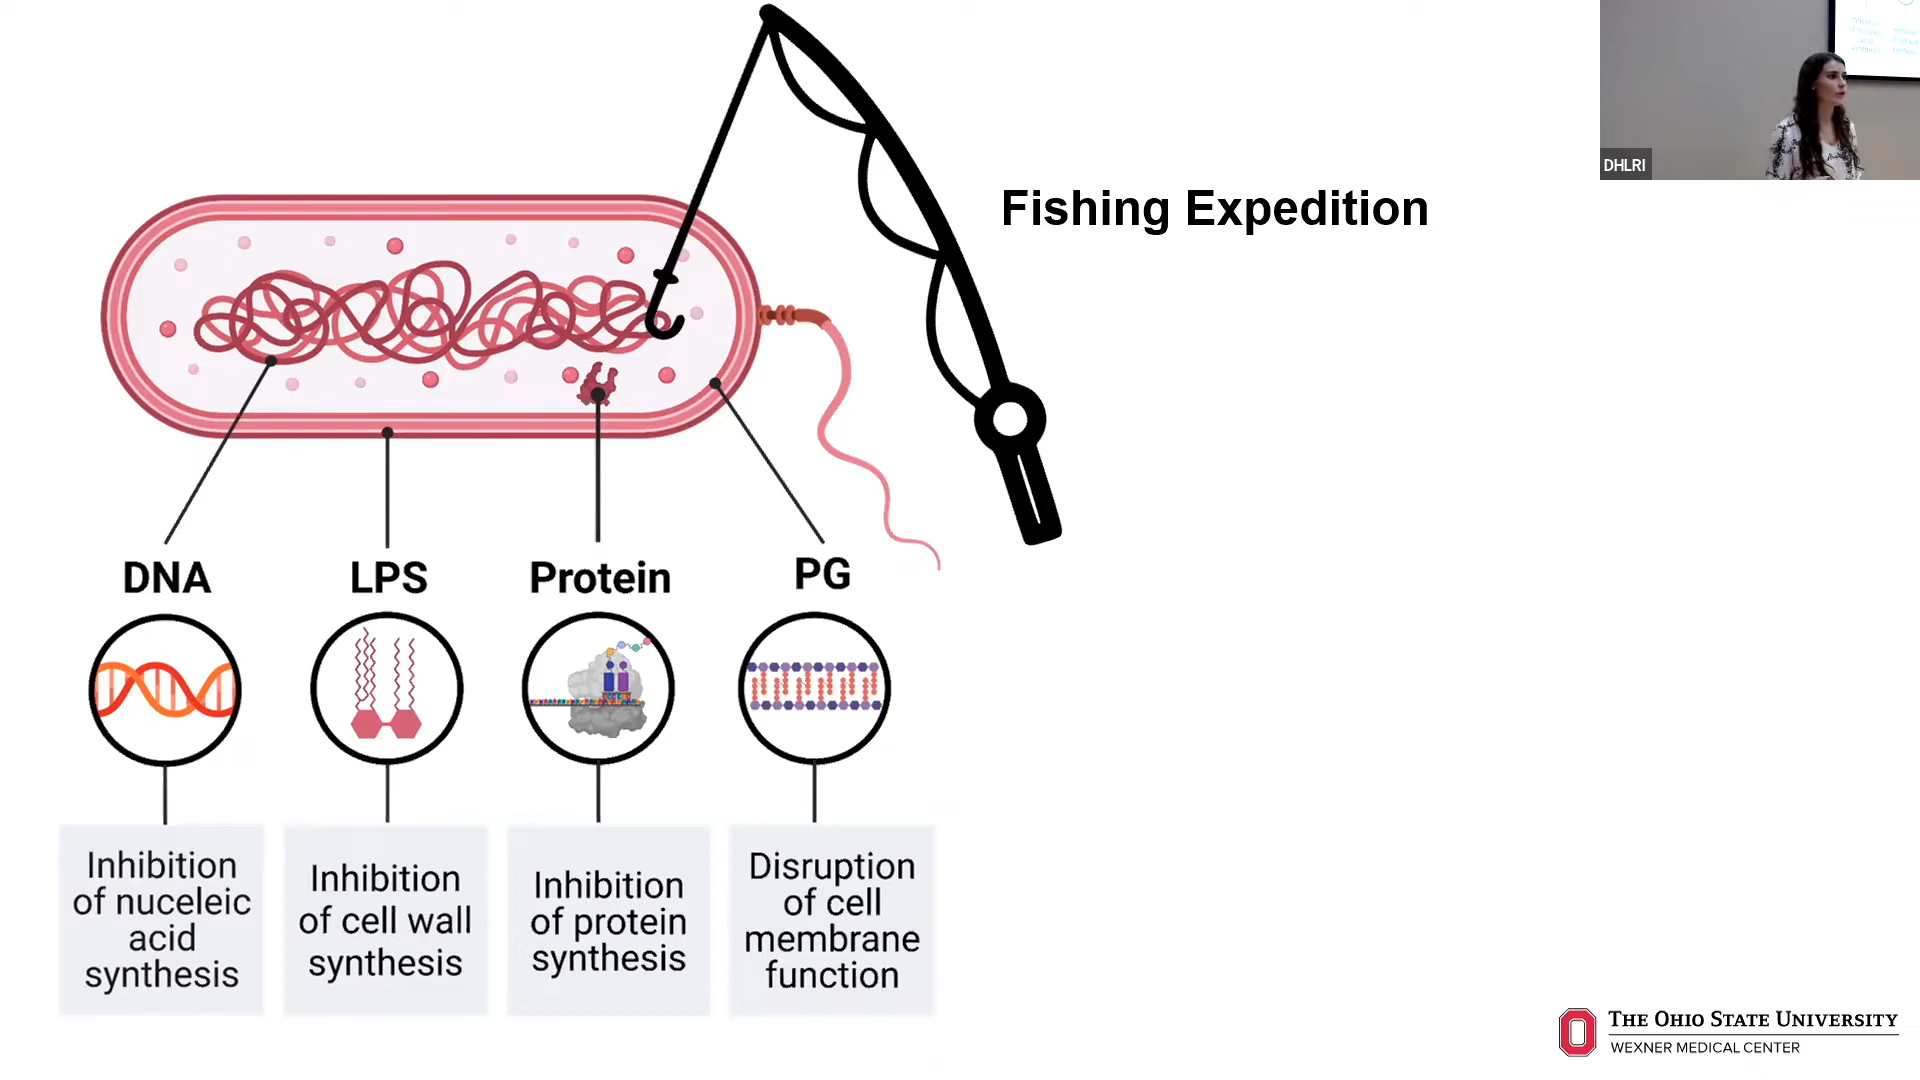 DHLRI
Fishing Expedition
DNA
LPS
Protein
PG
Inhibition
of nuceleic
acid
synthesis
Inhibition
of cell wall
synthesis
Inhibition
of protein
synthesis
Disruption
of cell
membrane
function
THE OHIO STATE UNIVERSITY
WEXNER MEDICAL CENTER